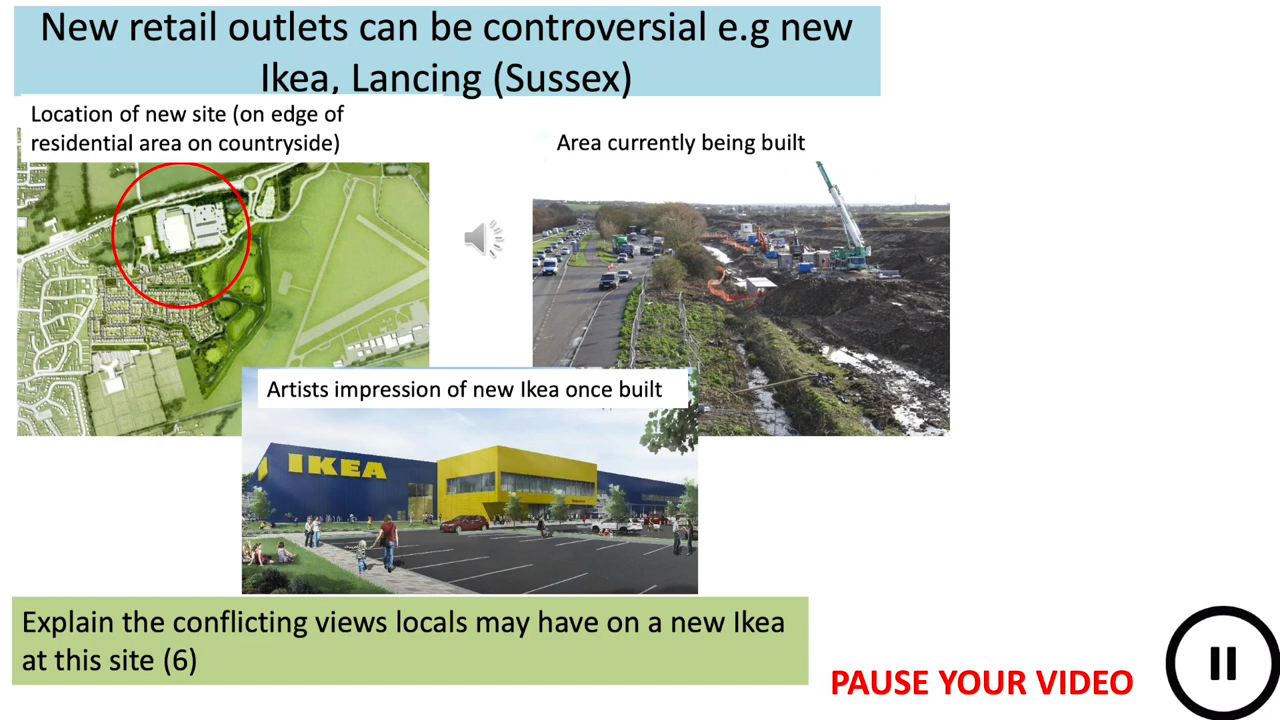 New retail outlets can be controversial e.g new
Ikea, Lancing (Sussex)
Location of new site (on edge of
residential area on countryside)
Area currently being built
Artists impression of new Ikea once built
IKEA
Explain the conflicting views locals may have on a new Ikea
at this site (6)
PAUSE YOUR VIDEO